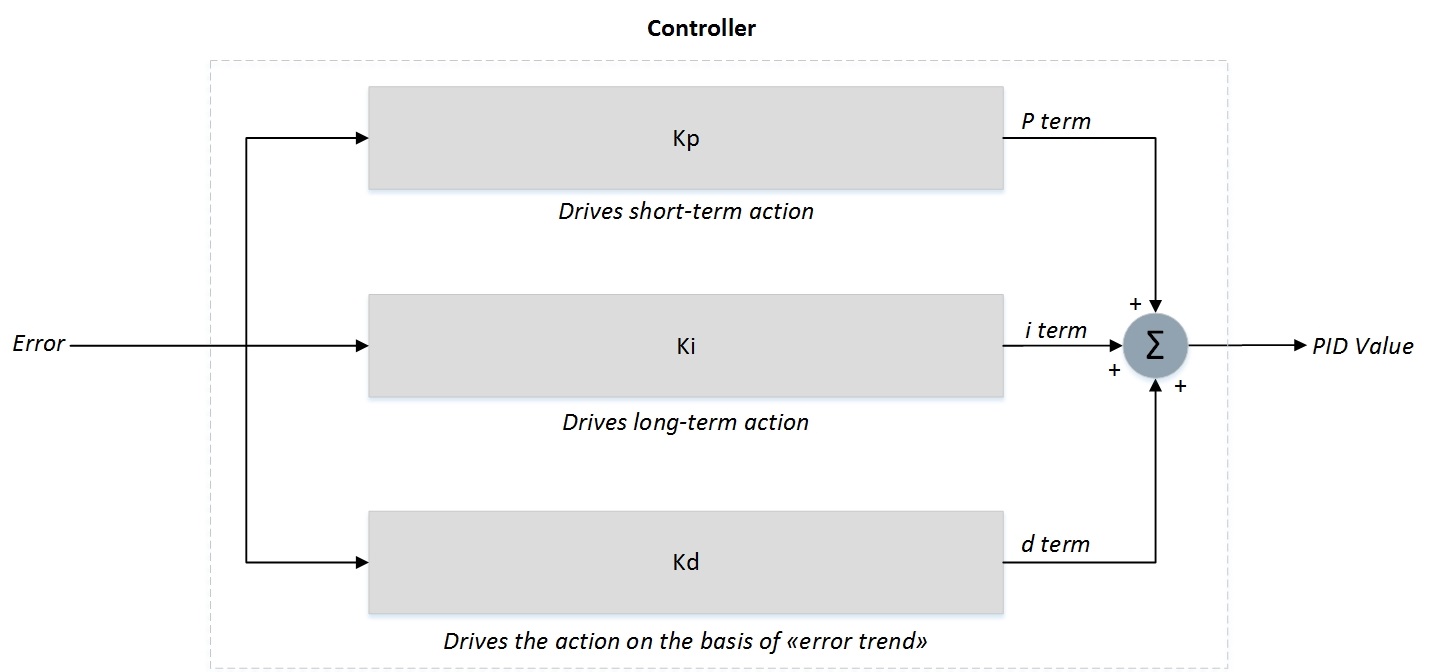 Controller
Kp
P term
Drives short-term action
+
Error
Ki
i term
Σ
PID Value
+
+
Drives long-term action
Kd
d term
Drives the action on the basis of «error trend»